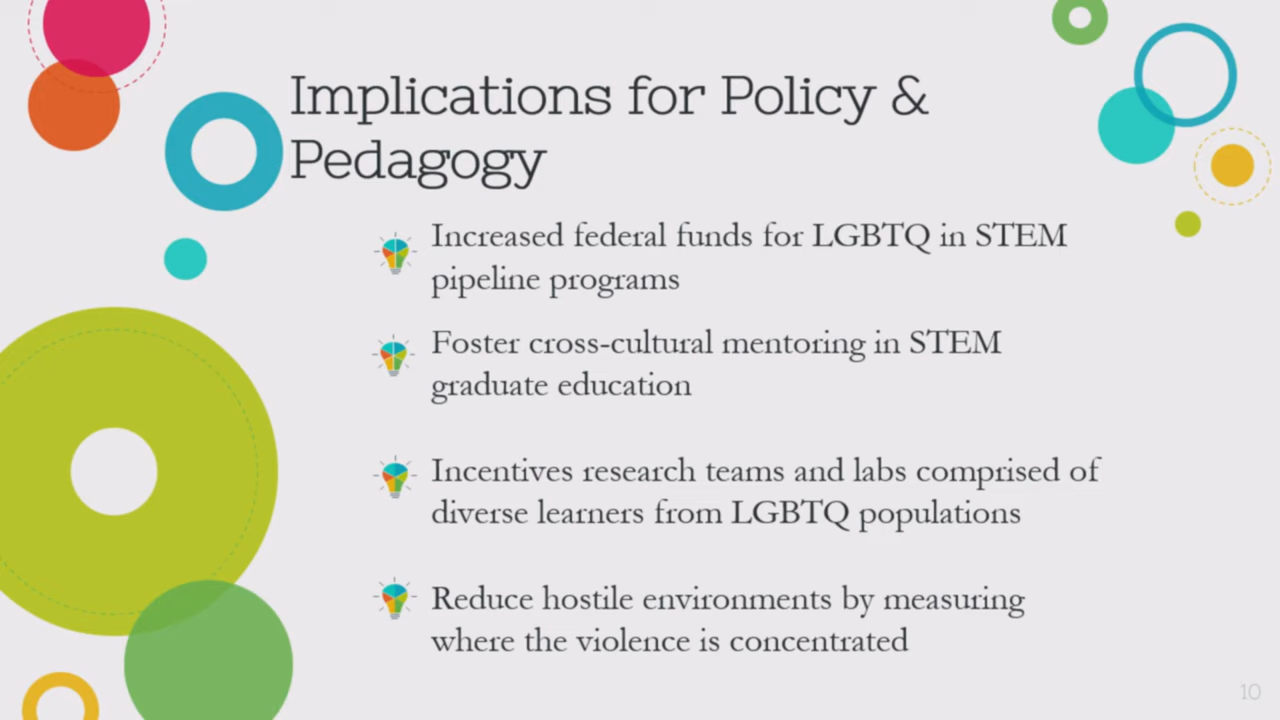 Implications for Policy &
Pedagogy
Increased federal funds for LGBTQ in STEM
pipeline programs
Foster cross-cultural mentoring in STEM
graduate education
Incentives research teams and labs comprised of
diverse learners from LGBTQ populations
Reduce hostile environments by measuring
where the violence is concentrated
10